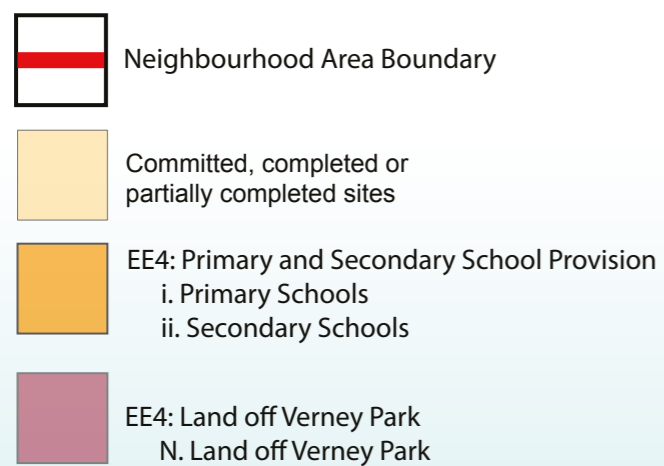 Neighbourhood Area Boundary
Committed, completed or
partially completed sites
EE4: Primary and Secondary School Provision
i. Primary Schools
ii. Secondary Schools
EE4: Land off Verney Park
N. Land off Verney Park